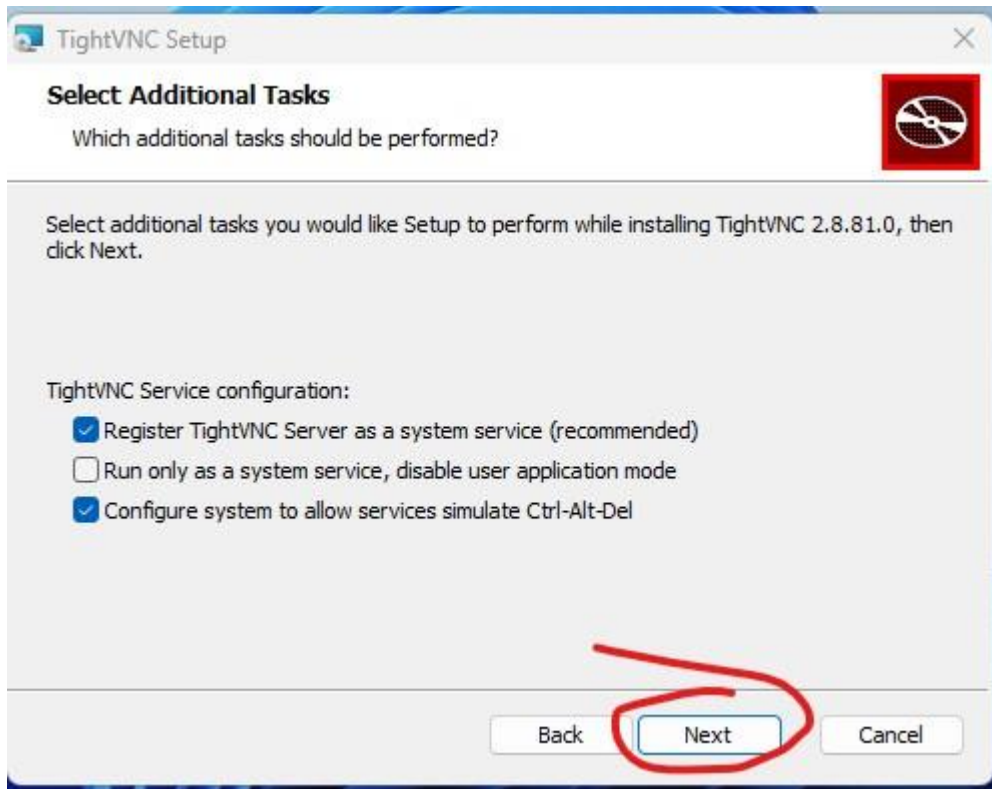 TightVNC Setup
Select Additional Tasks
Which additional tasks should be performed?
Select additional tasks you would like Setup to perform while installing TightVNC 2.8.81.0, then
click Next.
TightVNC Service configuration:
Register TightVNC Server as a system service (recommended)
Run only as a system service, disable user application mode
Configure system to allow services simulate Ctrl-Alt-Del
Back Next Cancel